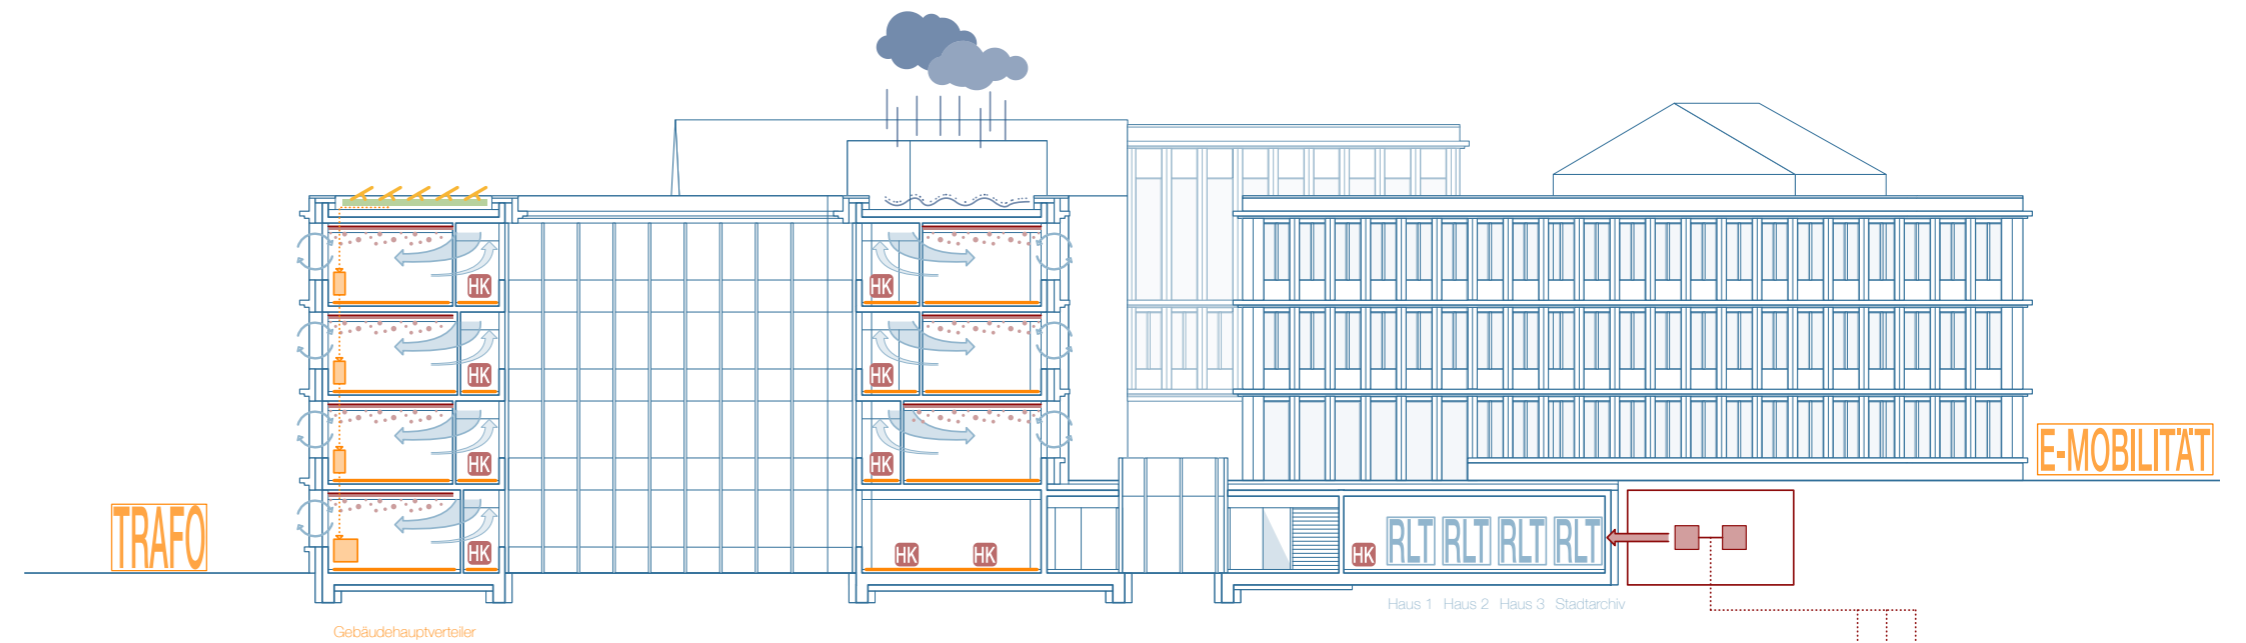 HK HK
HK HK
E-MOBILITÄT
HK HK
TRAFO
HK HK HK HK RLT RLT RLT RLT
Haus 1 Haus 2 Haus 3 Stadtarchiv
Gebäudehauptverteiler